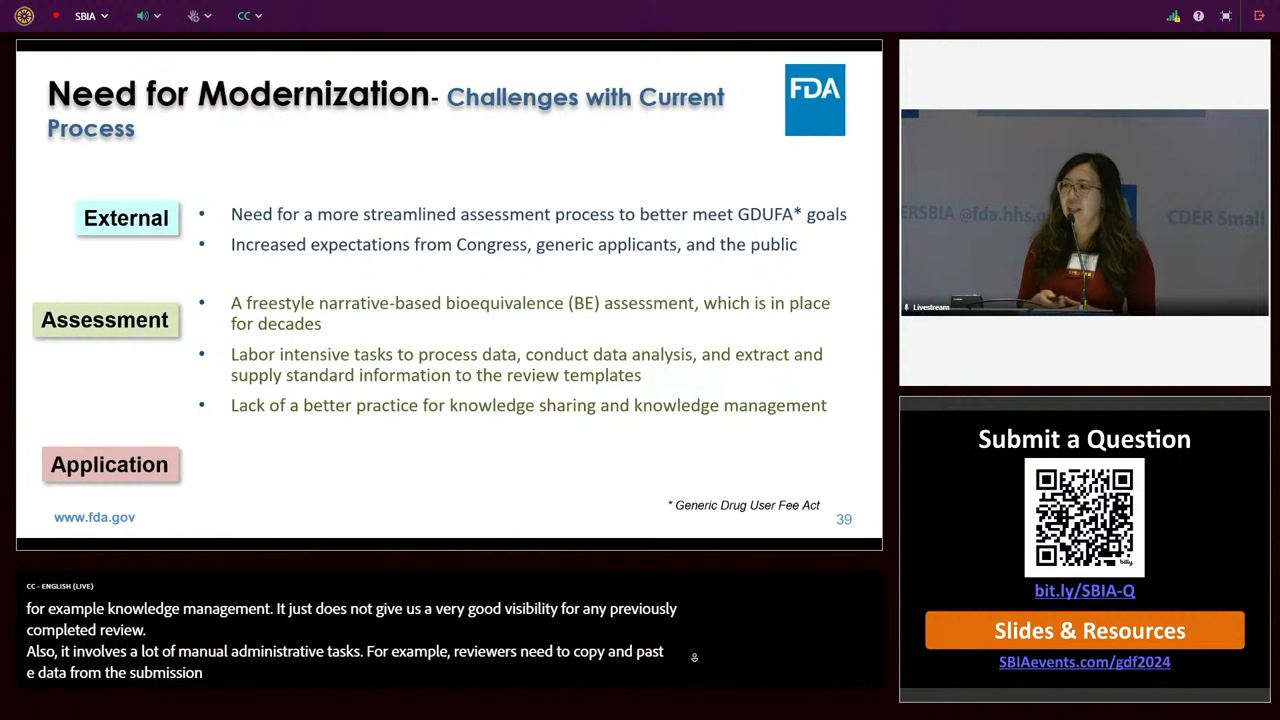 SBIA
CC
Need for Modernization- Challenges with Current
Process
FDA
External
• Need for a more streamlined assessment process to better meet GDUFA* goals
• Increased expectations from Congress, generic applicants, and the public
Assessment
• A freestyle narrative-based bioequivalence (BE) assessment, which is in place
for decades
• Labor intensive tasks to process data, conduct data analysis, and extract and
supply standard information to the review templates
• Lack of a better practice for knowledge sharing and knowledge management
Application
* Generic Drug User Fee Act
www.fda.gov
39
CC - ENGLISH (LIVE)
for example knowledge management. It just does not give us a very good visibility for any previously
completed review.
Also, it involves a lot of manual administrative tasks. For example, reviewers need to copy and past
e data from the submission
ERSBIA @fda.hhs.g
CDER Small
Livestream
Submit a Question
bitly
bit.ly/SBIA-Q
Slides & Resources
SBIAevents.com/gdf2024